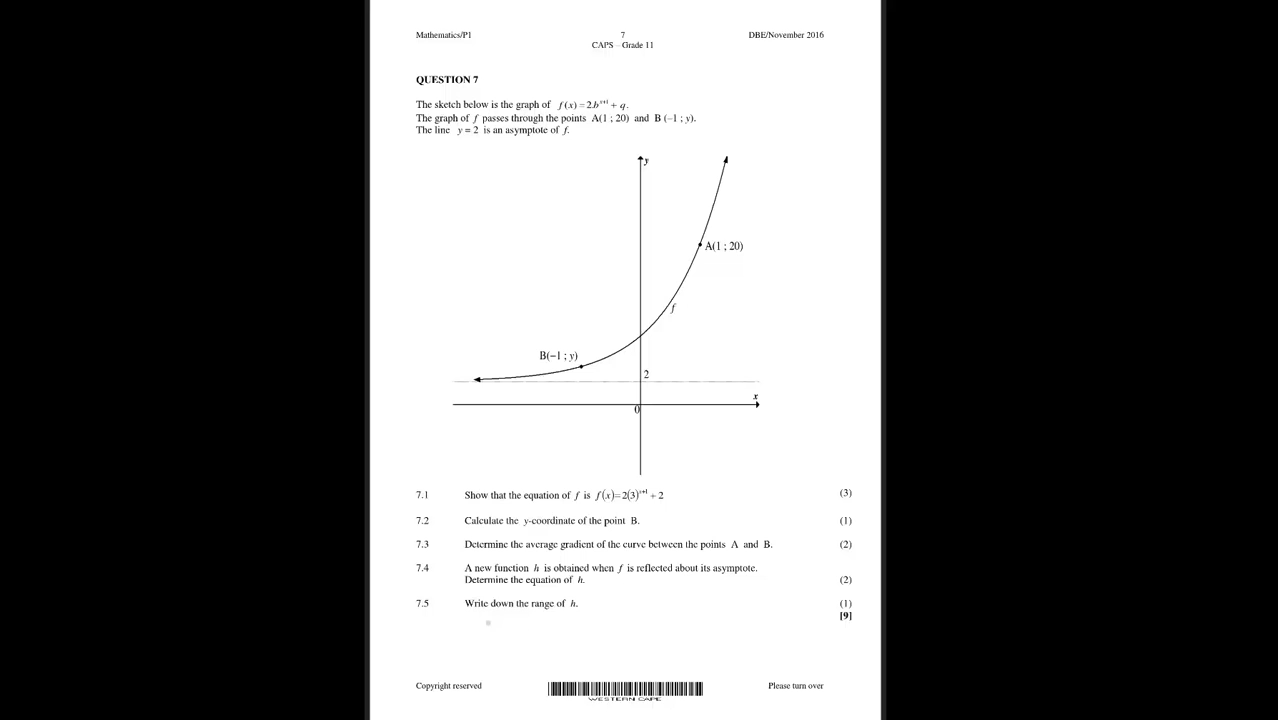 Mathematics/P1 7 DBE/November 2016
CAPS – Grade 11
QUESTION 7
The sketch below is the graph of f(x) = 2.b^(x+1) + q.
The graph of f passes through the points A(1 ; 20) and B (–1 ; y).
The line y = 2 is an asymptote of f.
y
A(1 ; 20)
f
B(–1 ; y)
2
x
0
7.1 Show that the equation of f is f(x)=2(3)^(x+1) + 2 (3)
7.2 Calculate the y-coordinate of the point B. (1)
7.3 Determine the average gradient of the curve between the points A and B. (2)
7.4 A new function h is obtained when f is reflected about its asymptote.
Determine the equation of h. (2)
7.5 Write down the range of h. (1)
[9]
Copyright reserved Please turn over
WESTERN CAPE